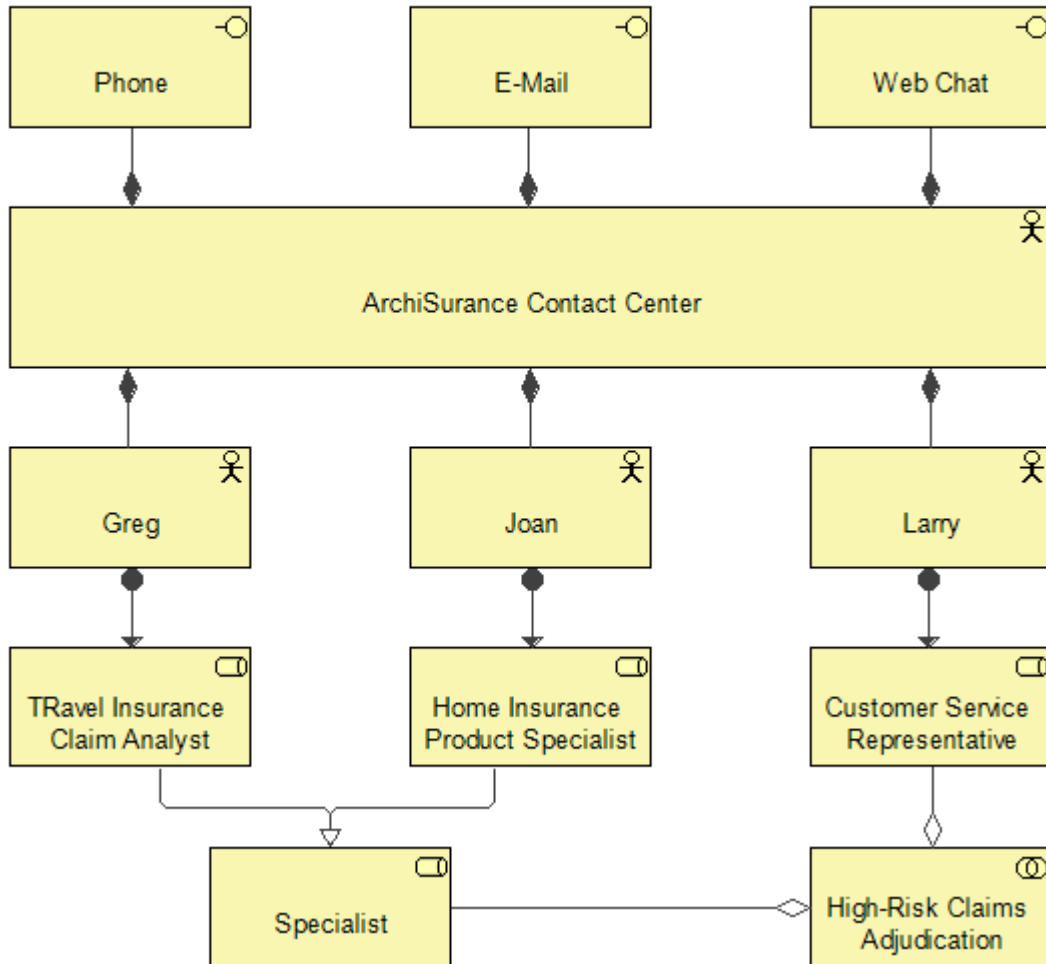 Phone
E-Mail
Web Chat
ArchiSurance Contact Center
Greg
Joan
Larry
TRavel Insurance
Claim Analyst
Home Insurance
Product Specialist
Customer Service
Representative
Specialist
High-Risk Claims
Adjudication